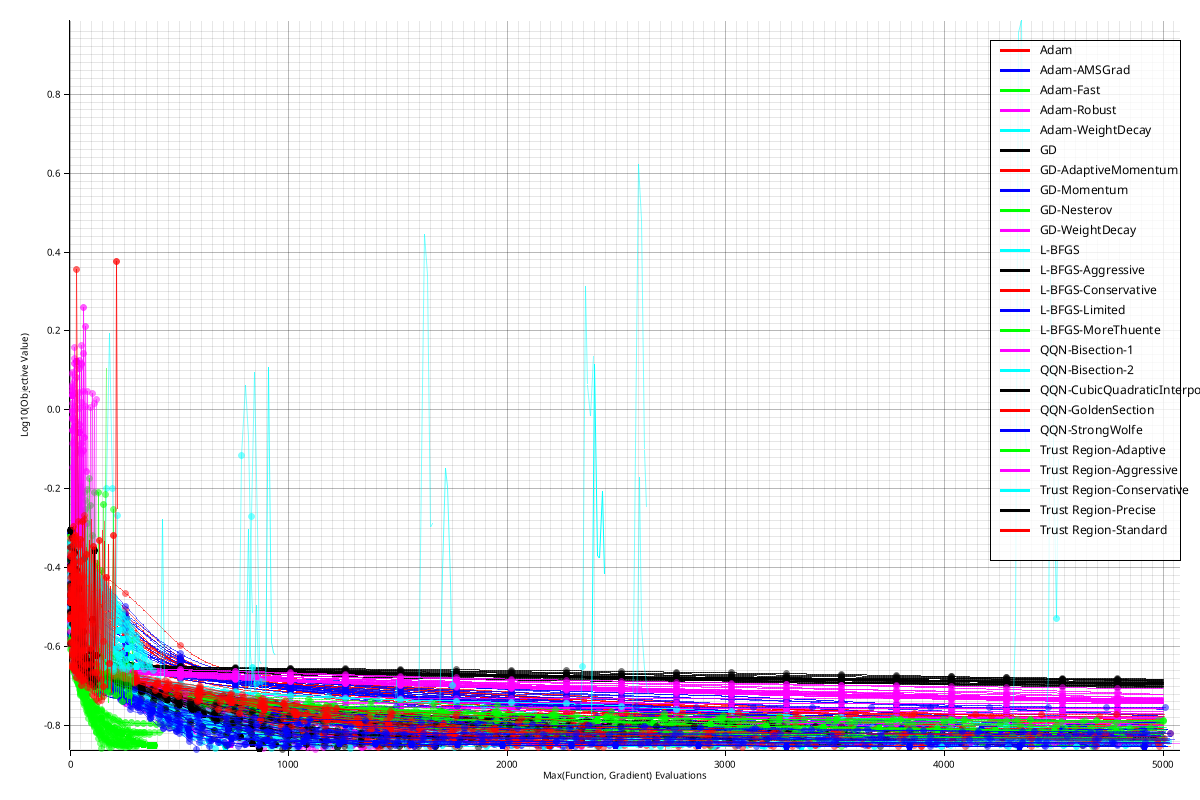 0.8
0.6
0.4
0.2
0.0
-0.2
-0.4
-0.6
-0.8
Log10(Objective Value)
0
1000
2000
3000
4000
5000
Max(Function, Gradient) Evaluations
Adam
Adam-AMSGrad
Adam-Fast
Adam-Robust
Adam-WeightDecay
GD
GD-AdaptiveMomentum
GD-Momentum
GD-Nesterov
GD-WeightDecay
L-BFGS
L-BFGS-Aggressive
L-BFGS-Conservative
L-BFGS-Limited
L-BFGS-MoreThuente
QQN-Bisection-1
QQN-Bisection-2
QQN-CubicQuadraticInterpo
QQN-GoldenSection
QQN-StrongWolfe
Trust Region-Adaptive
Trust Region-Aggressive
Trust Region-Conservative
Trust Region-Precise
Trust Region-Standard